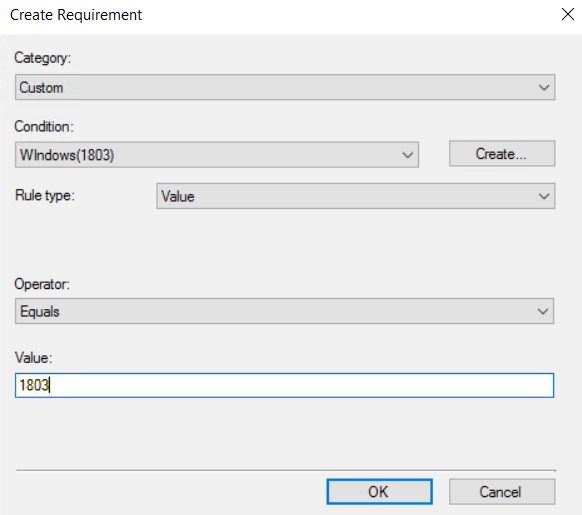 Create Requirement
Category:
Custom
Condition:
WIndows(1803)
Create...
Rule type:
Value
Operator:
Equals
Value:
1803
OK
Cancel